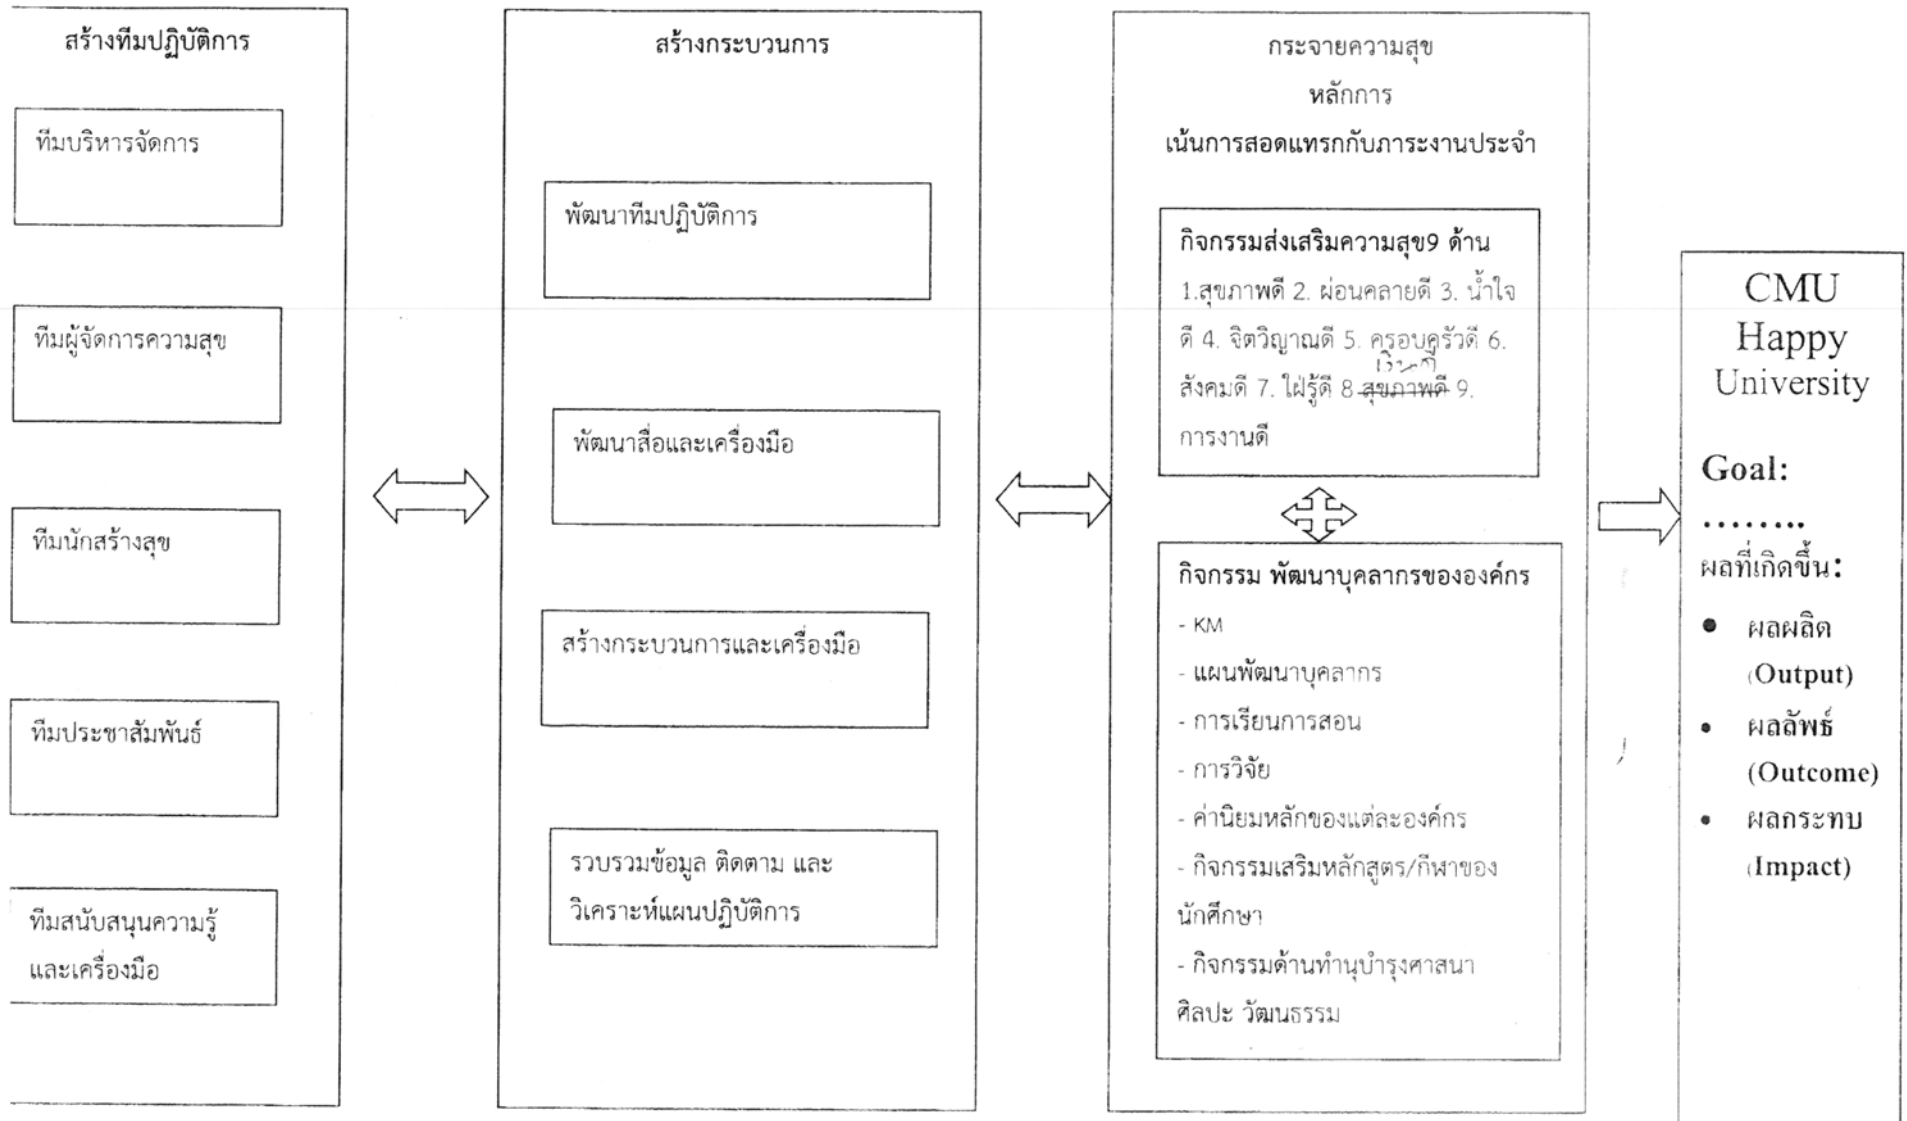 สร้างทีมปฏิบัติการ
ทีมบริหารจัดการ
ทีมผู้จัดการความสุข
ทีมนักสร้างสุข
ทีมประชาสัมพันธ์
ทีมสนับสนุนความรู้
และเครื่องมือ
สร้างกระบวนการ
พัฒนาทีมปฏิบัติการ
พัฒนาสื่อและเครื่องมือ
สร้างกระบวนการและเครื่องมือ
รวบรวมข้อมูล ติดตาม และ
วิเคราะห์แผนปฏิบัติการ
กระจายความสุข
หลักการ
เน้นการสอดแทรกกับภาระงานประจำ
กิจกรรมส่งเสริมความสุข9 ด้าน
1.สุขภาพดี 2. ผ่อนคลายดี 3. น้ำใจ
ดี 4. จิตวิญาณดี 5. ครอบครัวดี 6.
เงินดี
สังคมดี 7. ใฝ่รู้ดี 8 สุขภาพดี 9.
การงานดี
กิจกรรม พัฒนาบุคลากรขององค์กร
- KM
- แผนพัฒนาบุคลากร
- การเรียนการสอน
- การวิจัย
- ค่านิยมหลักของแต่ละองค์กร
- กิจกรรมเสริมหลักสูตร/กีฬาของ
นักศึกษา
- กิจกรรมด้านทำนุบำรุงศาสนา
ศิลปะ วัฒนธรรม
CMU
Happy
University
Goal:
........
ผลที่เกิดขึ้น:
• ผลผลิต
(Output)
• ผลลัพธ์
(Outcome)
• ผลกระทบ
(Impact)